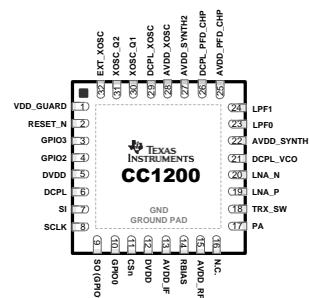 EXT_XOSC
XOSC_Q2
XOSC_Q1
DCPL_XOSC
AVDD_XOSC
AVDD_SYNTH2
DCPL_PFD_CHP
AVDD_PFD_CHP
32 31 30 29 28 27 26 25
VDD_GUARD 1
RESET_N 2
GPIO3 3
GPIO2 4
DVDD 5
DCPL 6
SI 7
SCLK 8
24 LPF1
23 LPF0
22 AVDD_SYNTH
21 DCPL_VCO
20 LNA_N
19 LNA_P
18 TRX_SW
17 PA
TEXAS
INSTRUMENTS
CC1200
GND
GROUND PAD
9 10 11 12 13 14 15 16
SO(GPIO
GPIO0
CSn
DVDD
AVDD_IF
RBIAS
AVDD_RF
N.C.